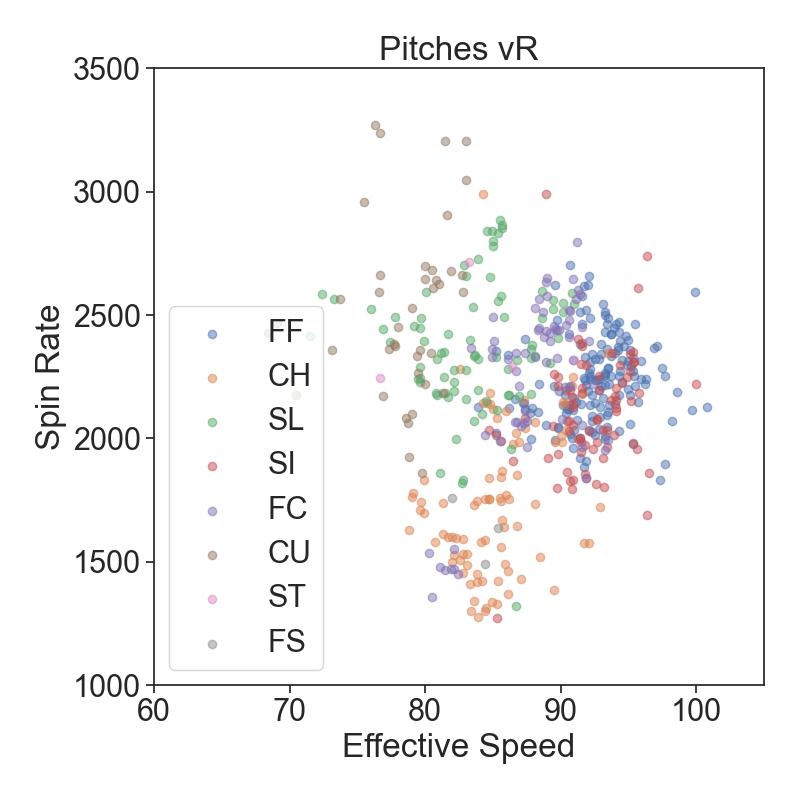 Pitches vR
3500
3000
2500
2000
1500
1000
Spin Rate
FF
CH
SL
SI
FC
CU
ST
FS
60 70 80 90 100
Effective Speed